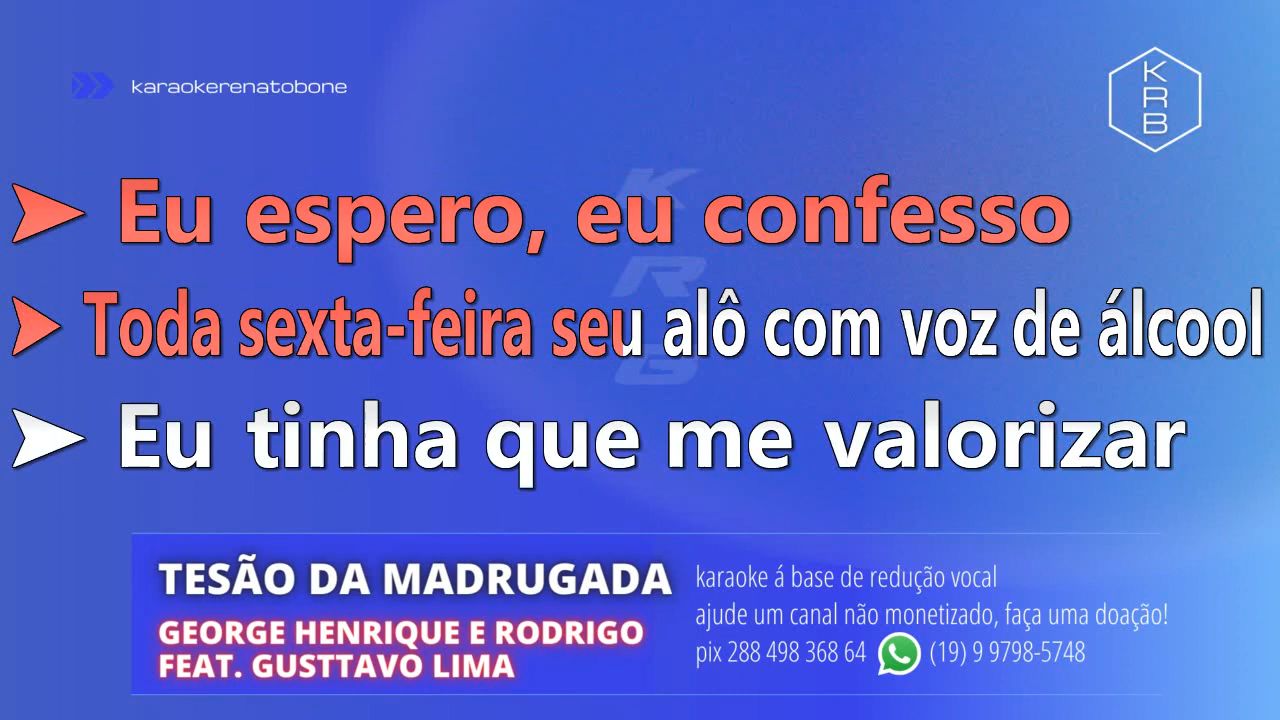 karaokerenatobone
K
R
B
➤ Eu espero, eu confesso
K
R
B
➤ Toda sexta-feira seu alô com voz de álcool
➤ Eu tinha que me valorizar
TESÃO DA MADRUGADA
GEORGE HENRIQUE E RODRIGO
FEAT. GUSTTAVO LIMA
karaoke á base de redução vocal
ajude um canal não monetizado, faça uma doação!
pix 288 498 368 64 (19) 9 9798-5748